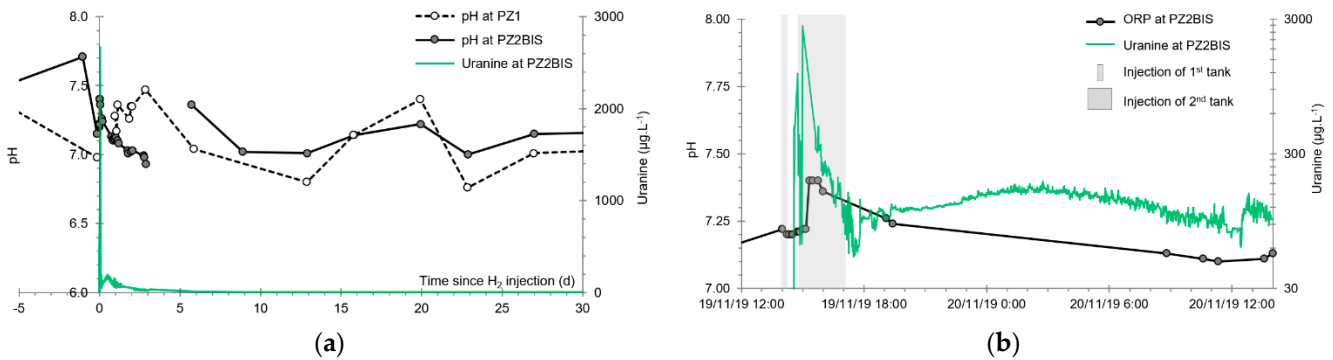 8.0
7.5
7.0
6.5
6.0
pH
3000
2000
1000
0
Uranine (µg.L-1)
pH at PZ1
pH at PZ2BIS
Uranine at PZ2BIS
Time since H2 injection (d)
-5 0 5 10 15 20 25 30
(a)
8.00
7.75
7.50
7.25
7.00
pH
3000
300
30
Uranine (µg.L-1)
ORP at PZ2BIS
Uranine at PZ2BIS
Injection of 1st tank
Injection of 2nd tank
19/11/19 12:00 19/11/19 18:00 20/11/19 0:00 20/11/19 6:00 20/11/19 12:00
(b)